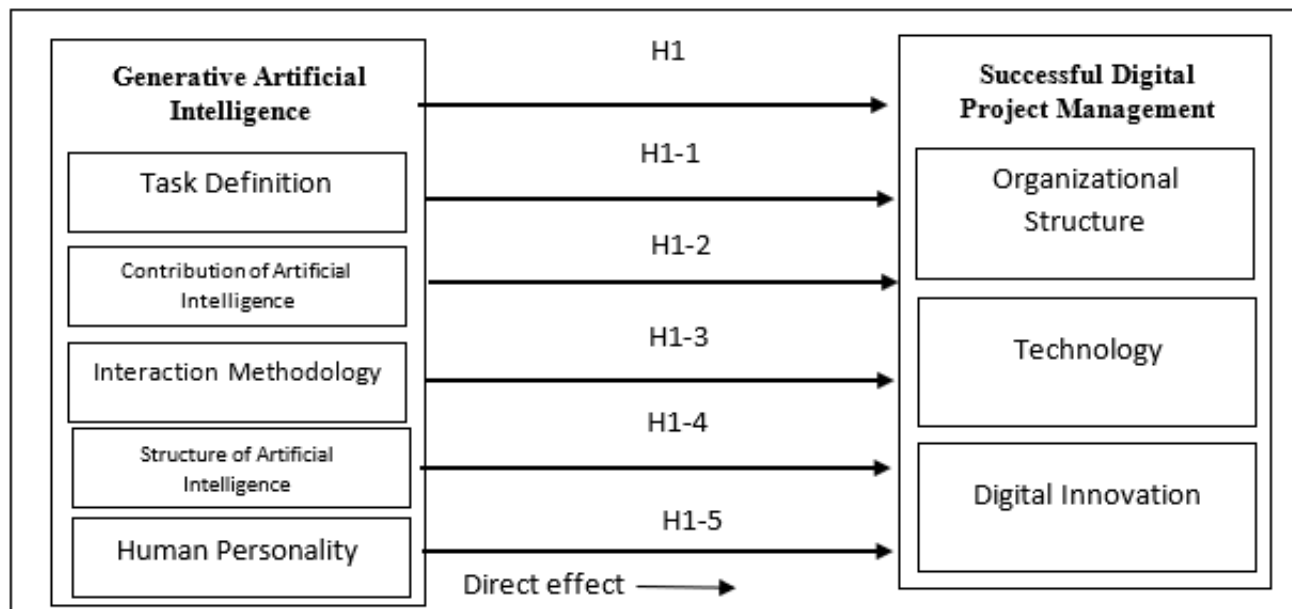 Generative Artificial
Intelligence
Task Definition
Contribution of Artificial
Intelligence
Interaction Methodology
Structure of Artificial
Intelligence
Human Personality
H1
H1-1
H1-2
H1-3
H1-4
H1-5
Direct effect
Successful Digital
Project Management
Organizational
Structure
Technology
Digital Innovation